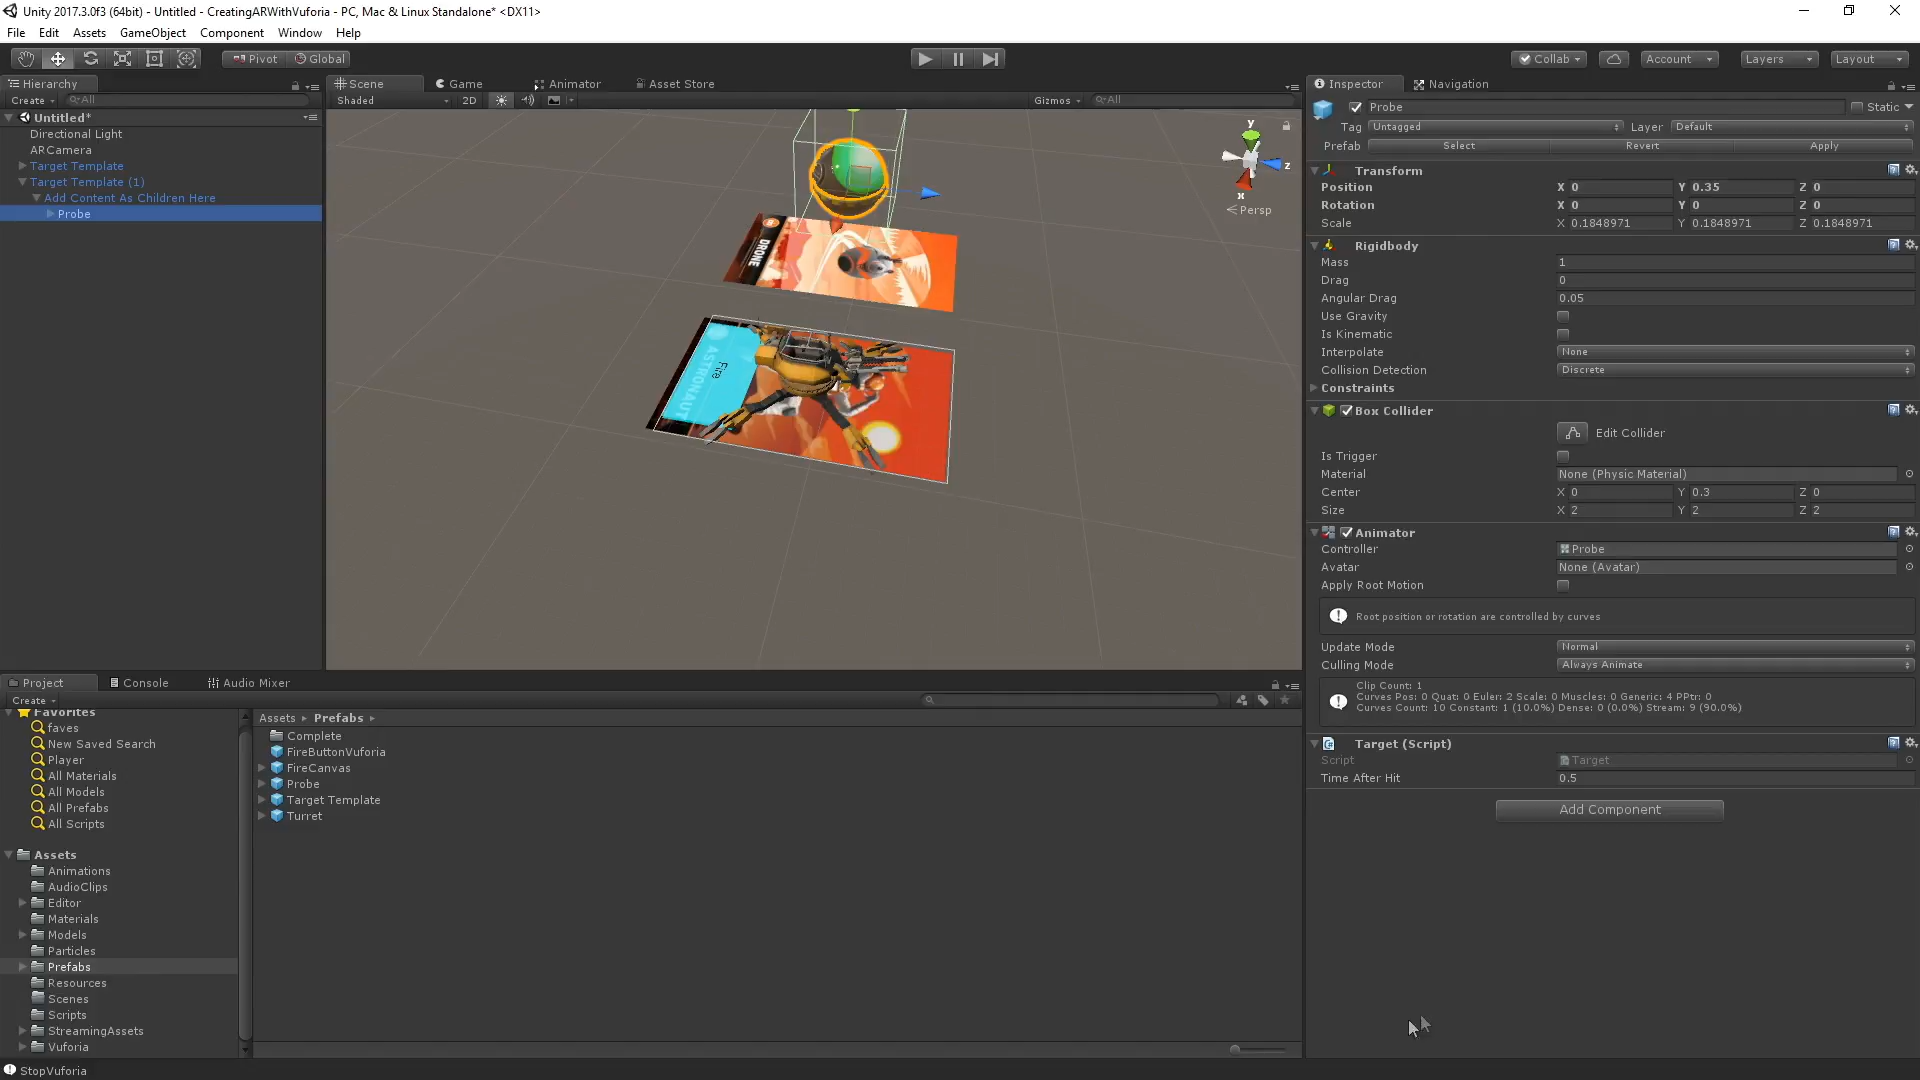 Unity 2017.3.0f3 (64bit) - Untitled - CreatingARWithVuforia - PC, Mac & Linux Standalone* <DX11>
File Edit Assets GameObject Component Window Help
Pivot Global Collab Account Layers Layout
Hierarchy
Create All
Untitled*
Directional Light
ARCamera
Target Template
Target Template (1)
Add Content As Children Here
Probe
Scene Game Animator Asset Store
Shaded 2D Gizmos All
y
z
x
Persp
DRONE
ASTRONAUT
Fire
Inspector Navigation
Probe Static
Tag Untagged Layer Default
Prefab Select Revert Apply
Transform
Position X 0 Y 0.35 Z 0
Rotation X 0 Y 0 Z 0
Scale X 0.1848971 Y 0.1848971 Z 0.1848971
Rigidbody
Mass 1
Drag 0
Angular Drag 0.05
Use Gravity
Is Kinematic
Interpolate None
Collision Detection Discrete
Constraints
Box Collider
Edit Collider
Is Trigger
Material None (Physic Material)
Center X 0 Y 0.3 Z 0
Size X 2 Y 2 Z 2
Animator
Controller Probe
Avatar None (Avatar)
Apply Root Motion
Root position or rotation are controlled by curves
Update Mode Normal
Culling Mode Always Animate
Clip Count: 1
Curves Pos: 0 Quat: 0 Euler: 2 Scale: 0 Muscles: 0 Generic: 4 PPtr: 0
Curves Count: 10 Constant: 1 (10.0%) Dense: 0 (0.0%) Stream: 9 (90.0%)
Target (Script)
Script Target
Time After Hit 0.5
Add Component
Project Console Audio Mixer
Create
Favorites
faves
New Saved Search
Player
All Materials
All Models
All Prefabs
All Scripts
Assets
Animations
AudioClips
Editor
Materials
Models
Particles
Prefabs
Resources
Scenes
Scripts
StreamingAssets
Vuforia
Assets Prefabs
Complete
FireButtonVuforia
FireCanvas
Probe
Target Template
Turret
StopVuforia